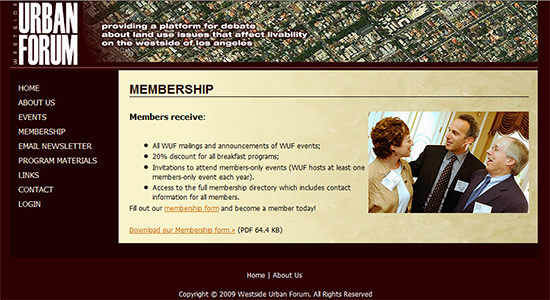 WESTSIDE
URBAN
FORUM
providing a platform for debate
about land use issues that affect livability
on the westside of los angeles
HOME
ABOUT US
EVENTS
MEMBERSHIP
EMAIL NEWSLETTER
PROGRAM MATERIALS
LINKS
CONTACT
LOGIN
MEMBERSHIP
Members receive:
• All WUF mailings and announcements of WUF events;
• 20% discount for all breakfast programs;
• Invitations to attend members-only events (WUF hosts at least one
members-only event each year).
• Access to the full membership directory which includes contact
information for all members.
Fill out our membership form and become a member today!
Download our Membership form » (PDF 64.4 KB)
Home | About Us
Copyright © 2009 Westside Urban Forum. All Rights Reserved